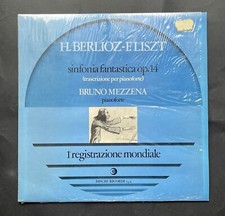 H. BERLIOZ-F. LISZT
sinfonia fantastica op. 14
(trascrizione per pianoforte)
BRUNO MEZZENA
pianoforte
I registrazione mondiale